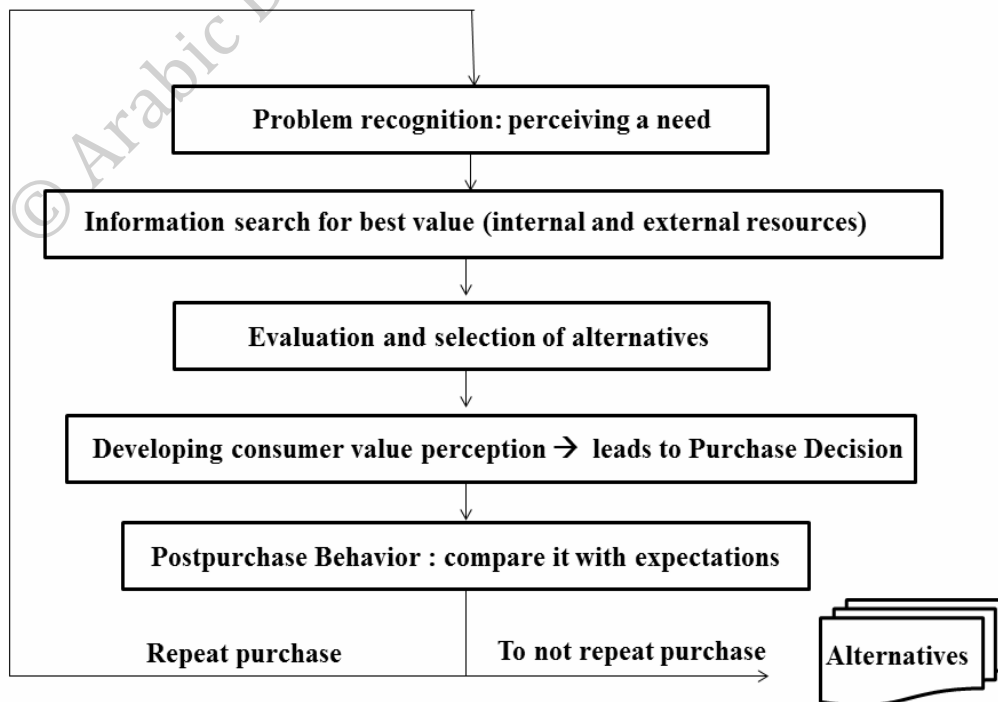 © Arabic
Problem recognition: perceiving a need
Information search for best value (internal and external resources)
Evaluation and selection of alternatives
Developing consumer value perception → leads to Purchase Decision
Postpurchase Behavior : compare it with expectations
Repeat purchase
To not repeat purchase
Alternatives